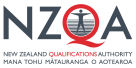 NZQA
NEW ZEALAND QUALIFICATIONS AUTHORITY
MANA TOHU MĀTAURANGA O AOTEAROA